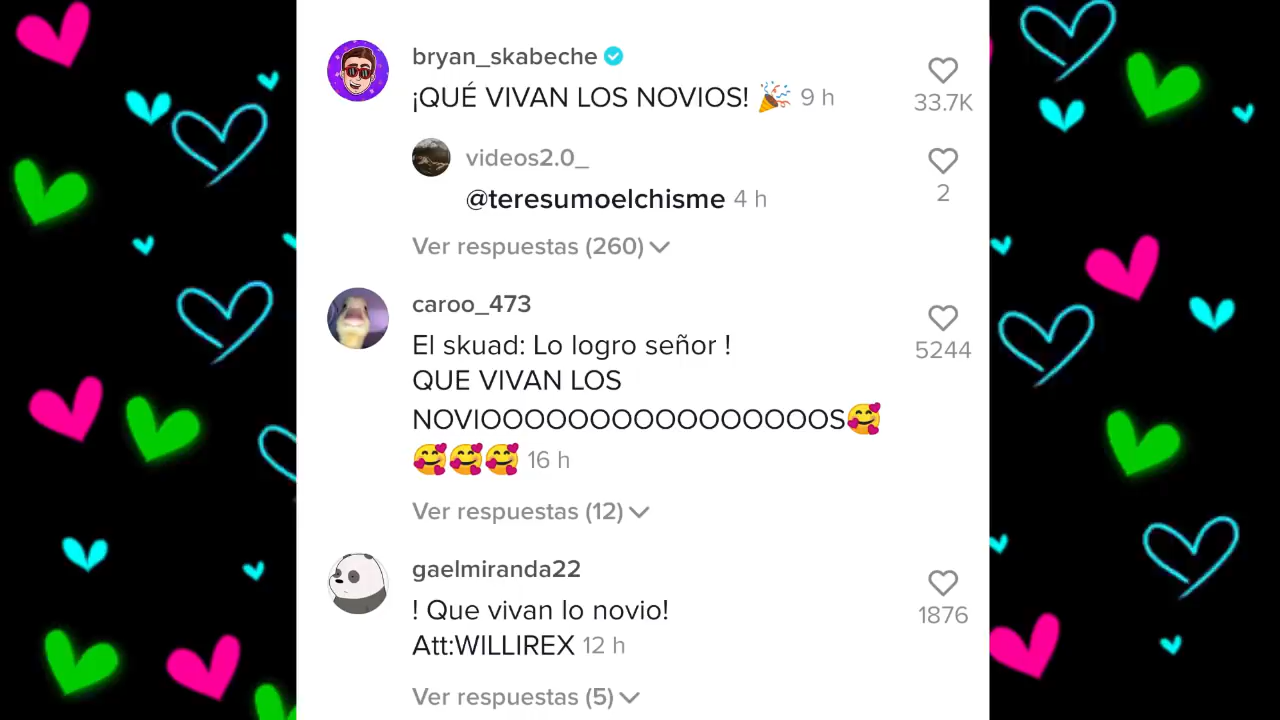 bryan_skabeche
¡QUÉ VIVAN LOS NOVIOS! 🎉 9 h
33.7K
videos2.0_
@teresumoelchisme 4 h
2
Ver respuestas (260)
caroo_473
El skuad: Lo logro señor !
5244
QUE VIVAN LOS
NOVIOOOOOOOOOOOOOOOOS🥰
🥰🥰🥰 16 h
Ver respuestas (12)
gaelmiranda22
! Que vivan lo novio!
1876
Att:WILLIREX 12 h
Ver respuestas (5)